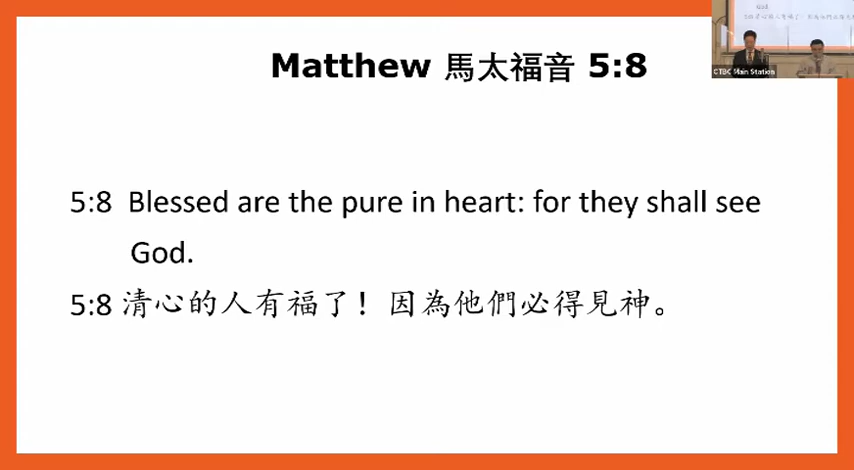 Matthew 馬太福音 5:8
5:8 Blessed are the pure in heart: for they shall see
God.
5:8 清心的人有福了！因為他們必得見神。
CTBC Main Station